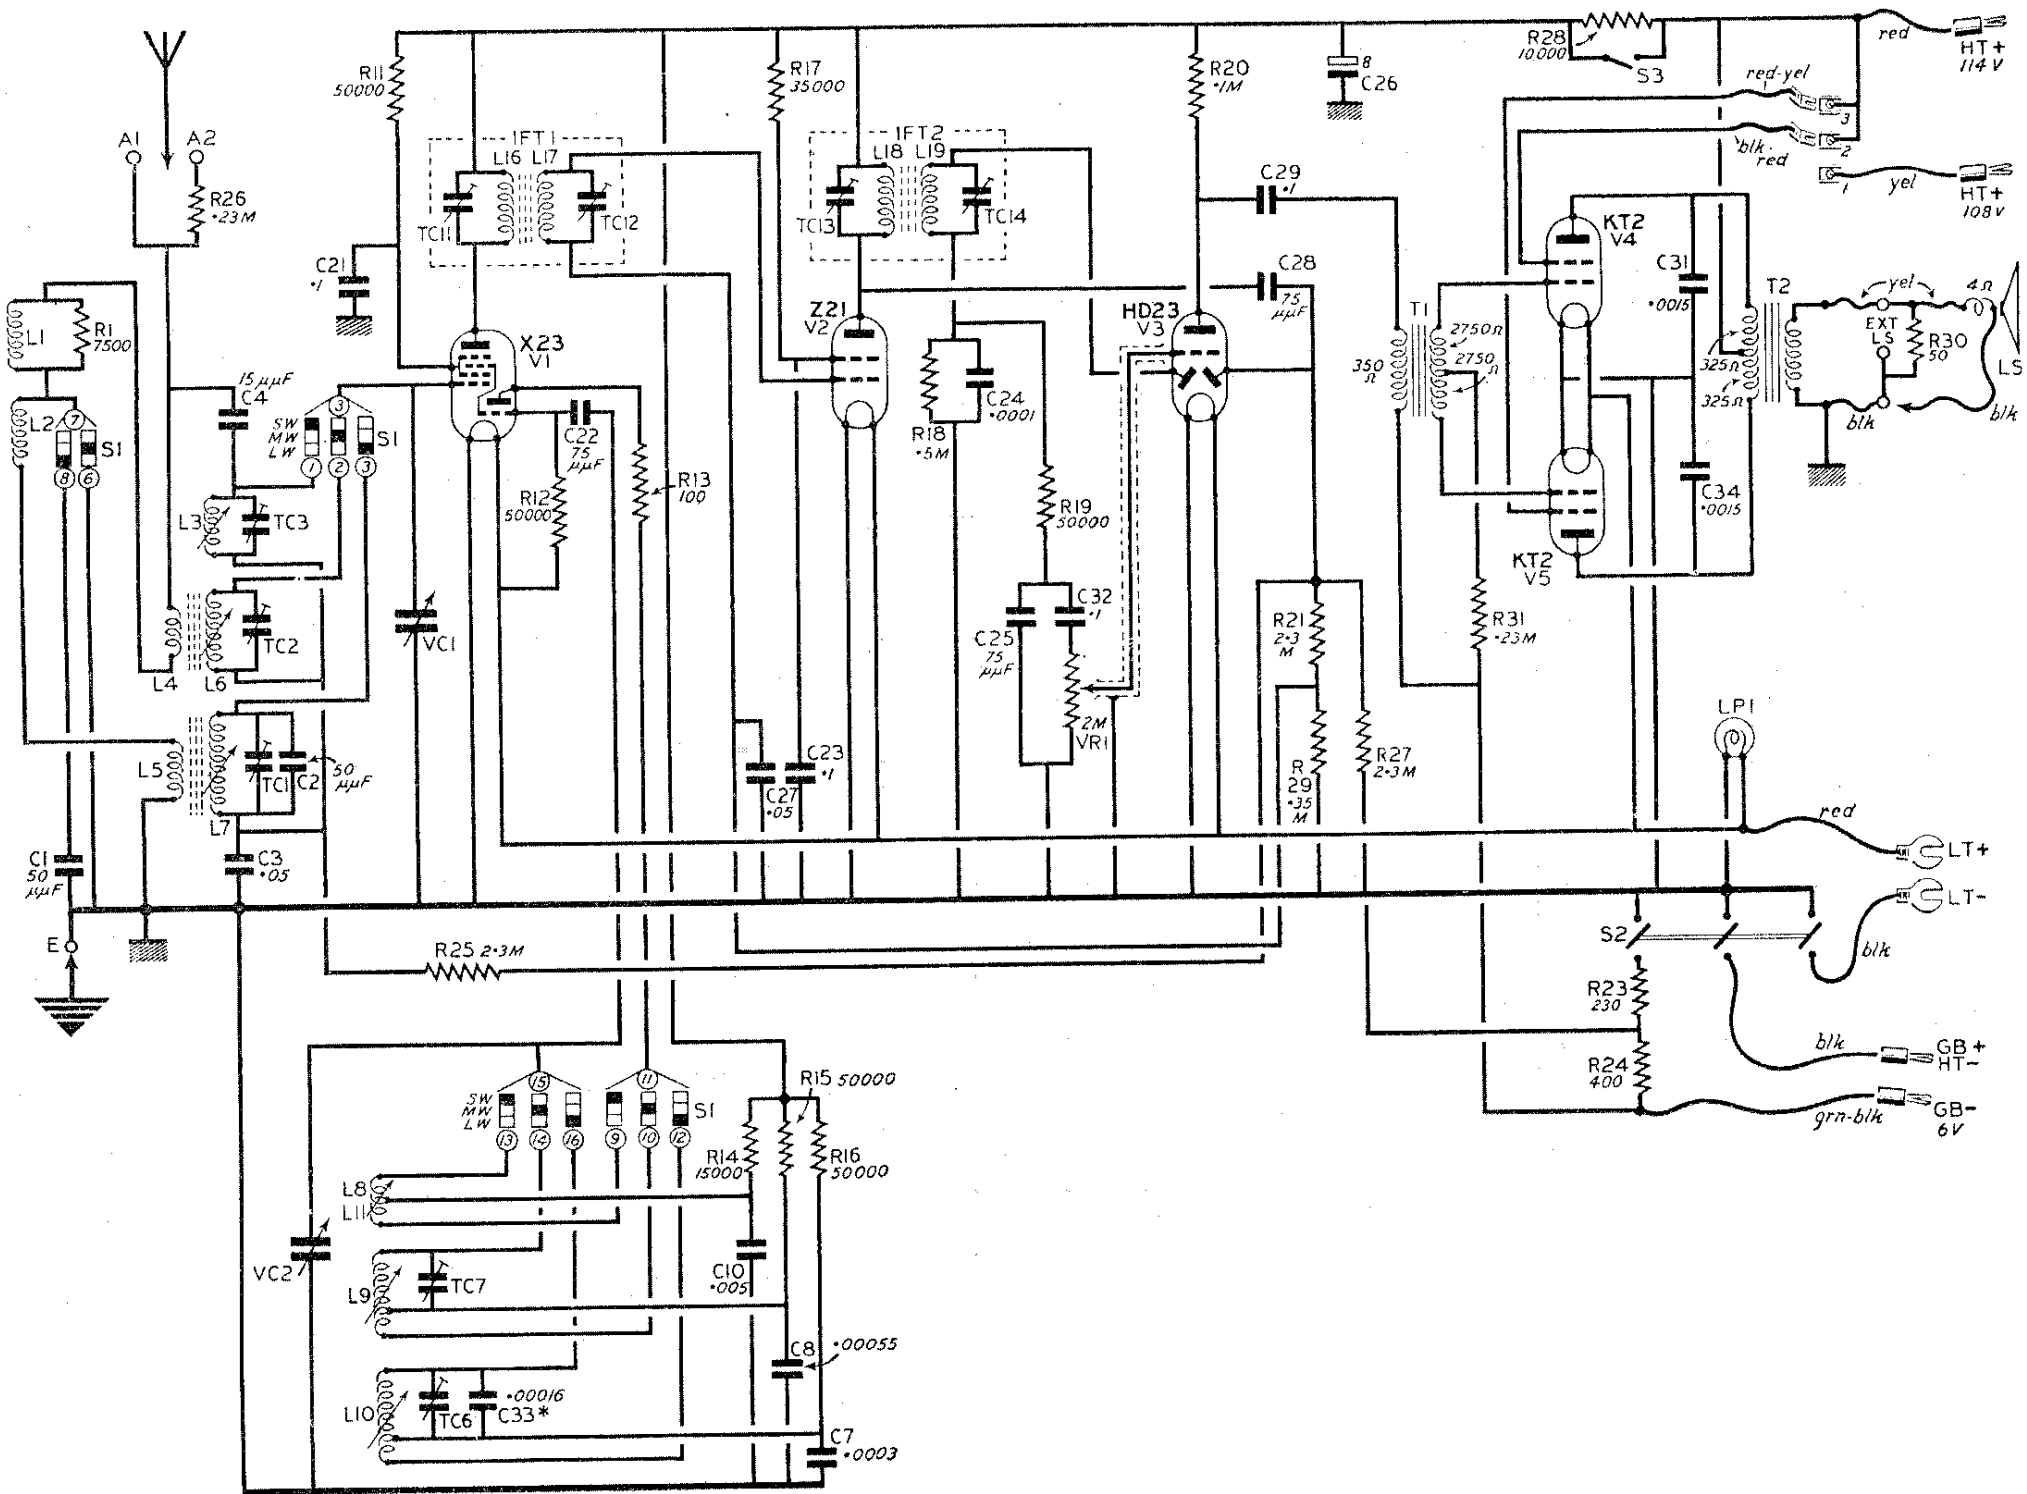 R28
10,000
S3
red
HT+
114V
R11
50000
R17
35000
R20
·1M
8
C26
red-yel
3
blk-red
2
1
yel
HT+
108V
A1
A2
R26
·23M
IFT1
L16 L17
TC11
TC12
IFT2
L18 L19
TC13
TC14
C29
·1
KT2
V4
C21
·1
C28
75
μμF
C31
·0015
T2
yel
4Ω
L1
R1
7500
X23
V1
Z21
V2
HD23
V3
T1
2750Ω
2750Ω
350
Ω
325Ω
325Ω
EXT
LS
R30
50
LS
blk
blk
15μμF
C4
L2
7
S1
8
6
3
SW
MW
LW
S1
1
2
3
C22
75
μμF
C24
·0001
R18
·5M
R12
50000
R13
100
R19
50000
C34
·0015
KT2
V5
L3
TC3
TC2
L4
L6
VC1
C25
75
μμF
C32
·1
2M
VR1
R21
2·3
M
R31
·23M
L5
TC1
C2
50
μμF
L7
C27
·05
C23
·1
R
29
·35
M
R27
2·3M
LP1
red
LT+
C1
50
μμF
C3
·05
LT-
E
R25 2·3M
S2
blk
R23
230
R24
400
blk
GB+
HT-
grn-blk
GB-
6V
15
11
R15 50000
SW
MW
LW
S1
13
14
16
9
10
12
R14
15000
R16
50000
L8
L11
VC2
C10
·005
L9
TC7
C8
·00055
L10
TC6
·00016
C33*
C7
·0003